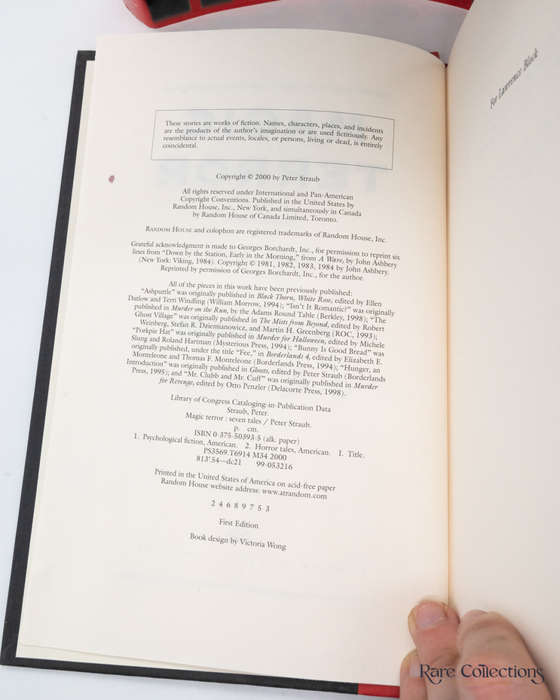 These stories are works of fiction. Names, characters, places, and incidents
are the products of the author's imagination or are used fictitiously. Any
resemblance to actual events, locales, or persons, living or dead, is entirely
coincidental.
Copyright © 2000 by Peter Straub
All rights reserved under International and Pan-American
Copyright Conventions. Published in the United States by
Random House, Inc., New York, and simultaneously in Canada
by Random House of Canada Limited, Toronto.
RANDOM HOUSE and colophon are registered trademarks of Random House, Inc.
Grateful acknowledgment is made to Georges Borchardt, Inc., for permission to reprint six
lines from "Down by the Station, Early in the Morning," from A Wave, by John Ashbery
(New York: Viking, 1984). Copyright © 1981, 1982, 1983, 1984 by John Ashbery.
Reprinted by permission of Georges Borchardt, Inc., for the author.
All of the pieces in this work have been previously published:
"Ashputtle" was originally published in Black Thorn, White Rose, edited by Ellen
Datlow and Terri Windling (William Morrow, 1994); "Isn't It Romantic?" was originally
published in Murder on the Run, by the Adams Round Table (Berkley, 1998); "The
Ghost Village" was originally published in The Mists from Beyond, edited by Robert
Weinberg, Stefan R. Dziemianowicz, and Martin H. Greenberg (ROC, 1993);
"Porkpie Hat" was originally published in Murder for Halloween, edited by Michele
Slung and Roland Hartman (Mysterious Press, 1994); "Bunny Is Good Bread" was
originally published, under the title "Fee," in Borderlands 4, edited by Elizabeth E.
Monteleone and Thomas F. Monteleone (Borderlands Press, 1994); "Hunger, an
Introduction" was originally published in Ghosts, edited by Peter Straub (Borderlands
Press, 1995); and "Mr. Clubb and Mr. Cuff" was originally published in Murder
for Revenge, edited by Otto Penzler (Delacorte Press, 1998).
Library of Congress Cataloging-in-Publication Data
Straub, Peter.
Magic terror : seven tales / Peter Straub.
p. cm.
ISBN 0-375-50393-5 (alk. paper)
1. Psychological fiction, American. 2. Horror tales, American. I. Title.
PS3569.T6914 M34 2000
813'.54—dc21 99-053216
Printed in the United States of America on acid-free paper
Random House website address: www.atrandom.com
2 4 6 8 9 7 5 3
First Edition
Book design by Victoria Wong
For Lawrence Block
Rare Collections